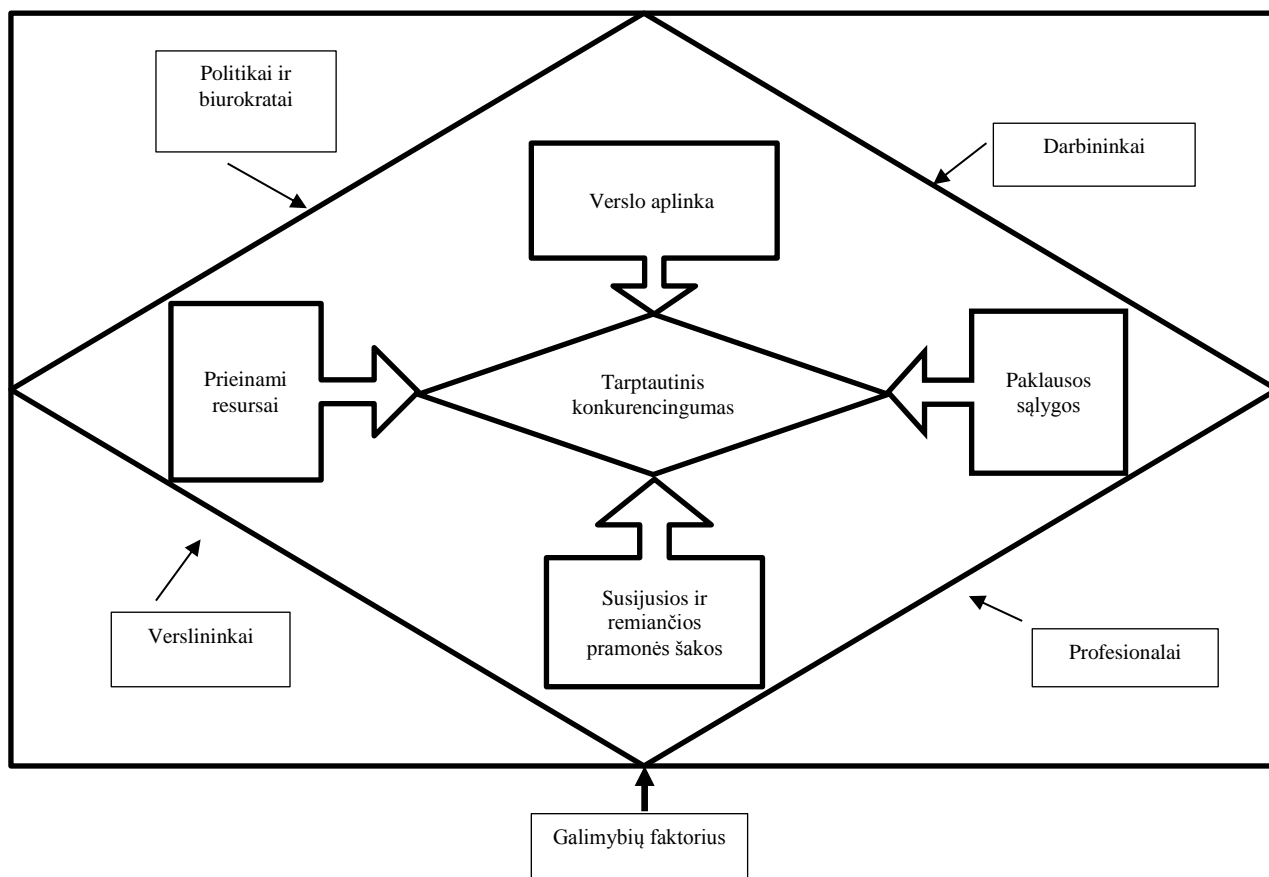 Politikai ir
biurokratai
Darbininkai
Verslo aplinka
Prieinami
resursai
Tarptautinis
konkurencingumas
Paklausos
sąlygos
Susijusios ir
remiančios
pramonės šakos
Verslininkai
Profesionalai
Galimybių faktorius